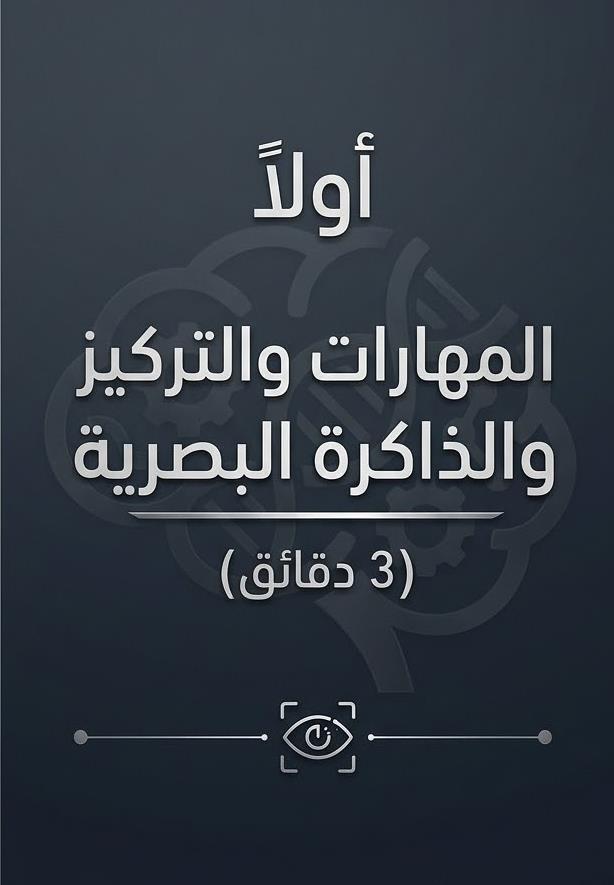 أولاً
المهارات والتركيز
والذاكرة البصرية
(3 دقائق)